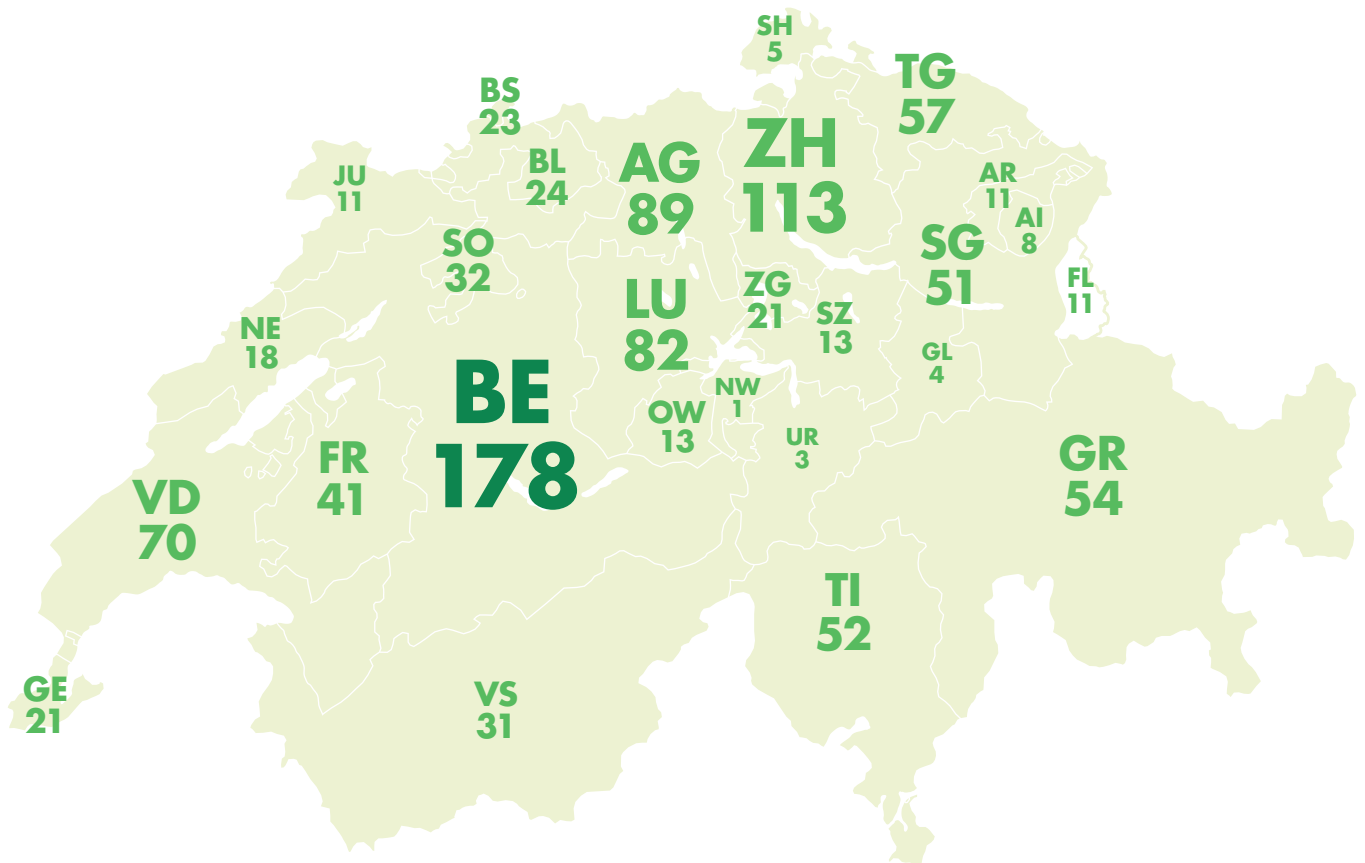 SH
5
TG
57
BS
23
ZH
113
AG
89
BL
24
JU
11
AR
11
AI
8
SO
32
SG
51
FL
11
ZG
21
LU
82
SZ
13
NE
18
GL
4
BE
178
NW
1
OW
13
UR
3
FR
41
GR
54
VD
70
TI
52
GE
21
VS
31